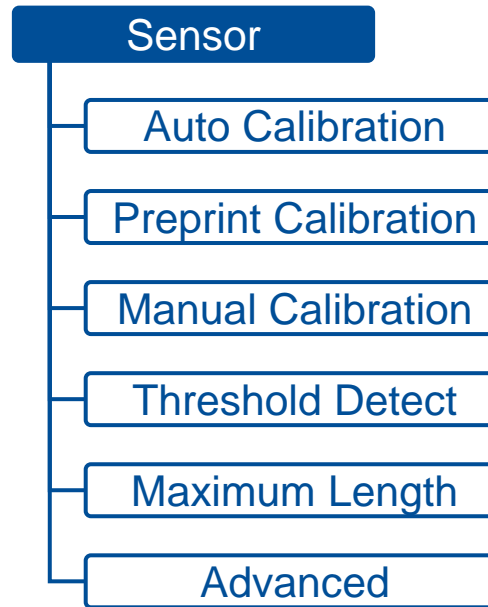 Sensor
Auto Calibration
Preprint Calibration
Manual Calibration
Threshold Detect
Maximum Length
Advanced